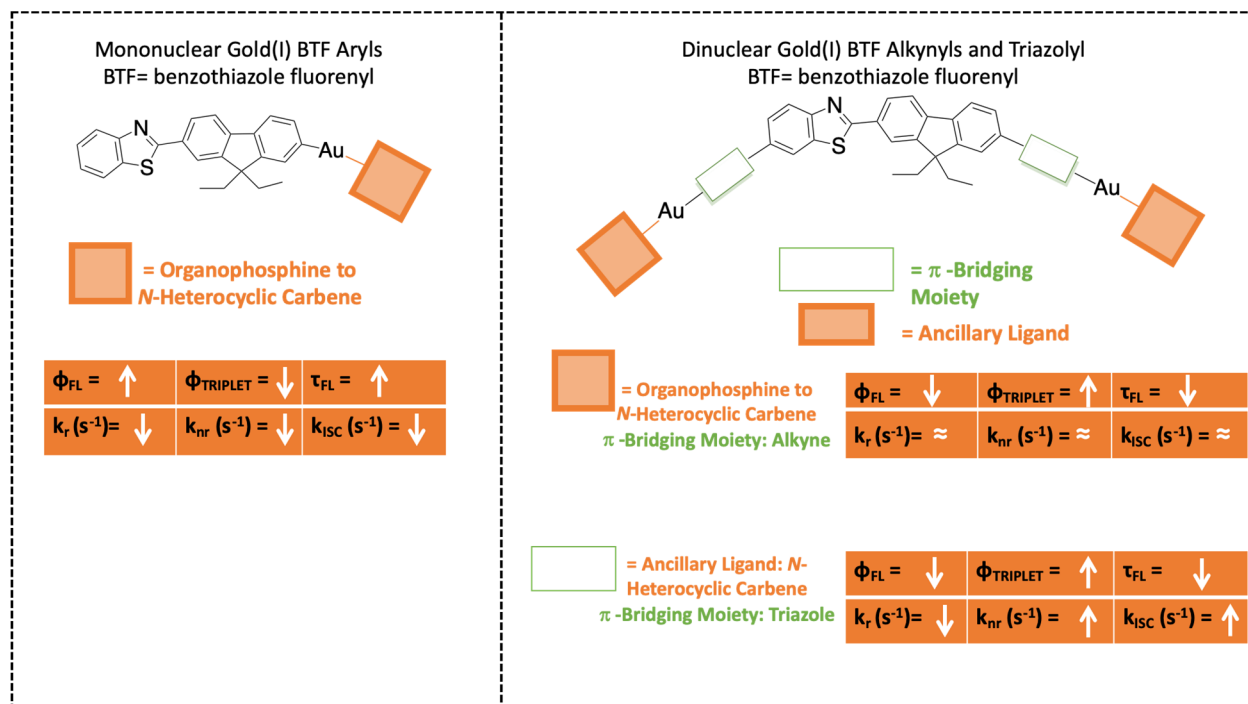 Mononuclear Gold(I) BTF Aryls
BTF= benzothiazole fluorenyl
N
S
Au
= Organophosphine to
N-Heterocyclic Carbene
ϕFL = ↑
ϕTRIPLET = ↓
τFL = ↑
kr (s-1)= ↓
knr (s-1) = ↓
kISC (s-1) = ↓
Dinuclear Gold(I) BTF Alkynyls and Triazolyl
BTF= benzothiazole fluorenyl
N
S
Au
Au
= π -Bridging
Moiety
= Ancillary Ligand
= Organophosphine to
N-Heterocyclic Carbene
π -Bridging Moiety: Alkyne
ϕFL = ↓
ϕTRIPLET = ↑
τFL = ↓
kr (s-1)= ≈
knr (s-1) = ≈
kISC (s-1) = ≈
= Ancillary Ligand: N-
Heterocyclic Carbene
π -Bridging Moiety: Triazole
ϕFL = ↓
ϕTRIPLET = ↑
τFL = ↓
kr (s-1)= ↓
knr (s-1) = ↑
kISC (s-1) = ↑